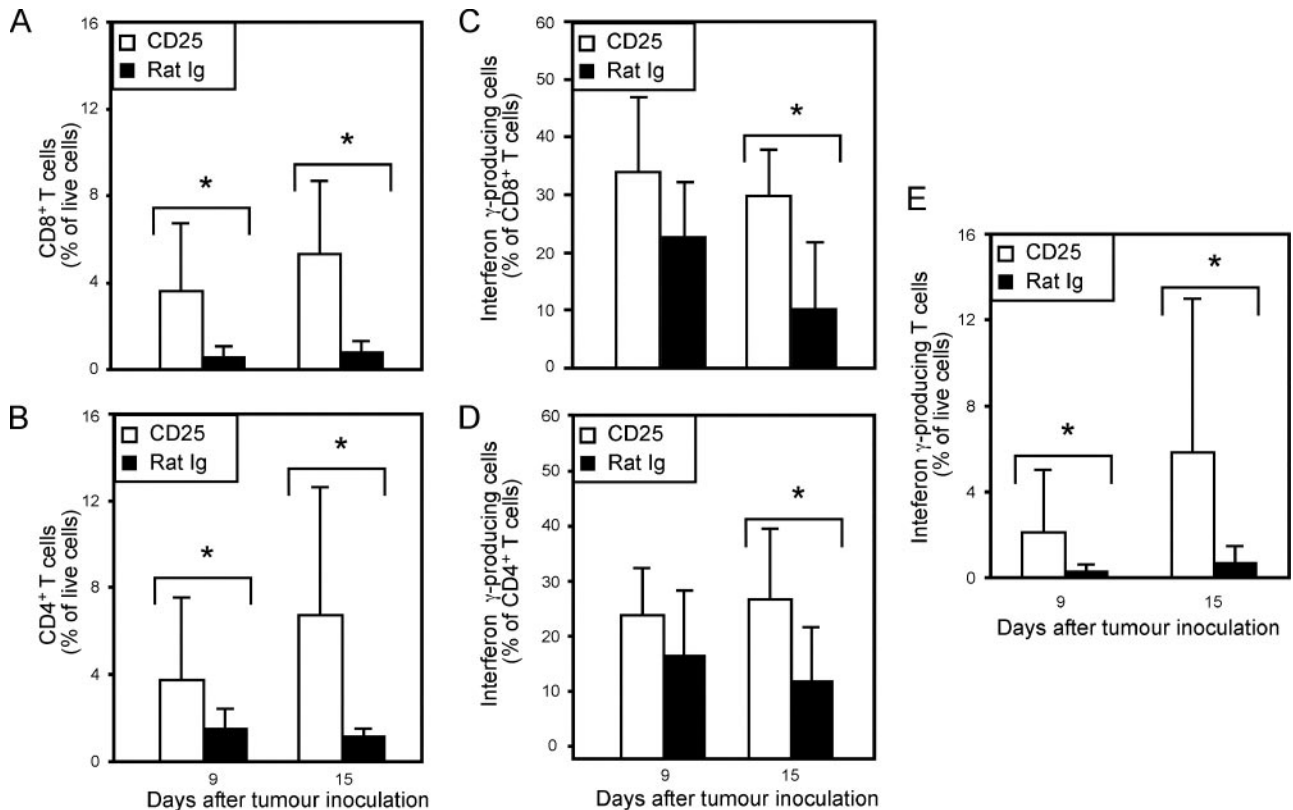 A
16
12
8
4
0
CD8+ T cells
(% of live cells)
CD25
Rat Ig
*
*
B
16
12
8
4
0
CD4+ T cells
(% of live cells)
CD25
Rat Ig
*
*
9
15
Days after tumour inoculation
C
60
50
40
30
20
10
0
Interferon γ-producing cells
(% of CD8+ T cells)
CD25
Rat Ig
*
D
60
50
40
30
20
10
0
Interferon γ-producing cells
(% of CD4+ T cells)
CD25
Rat Ig
*
9
15
Days after tumour inoculation
E
16
12
8
4
0
Inteferon γ-producing T cells
(% of live cells)
CD25
Rat Ig
*
*
9
15
Days after tumour inoculation